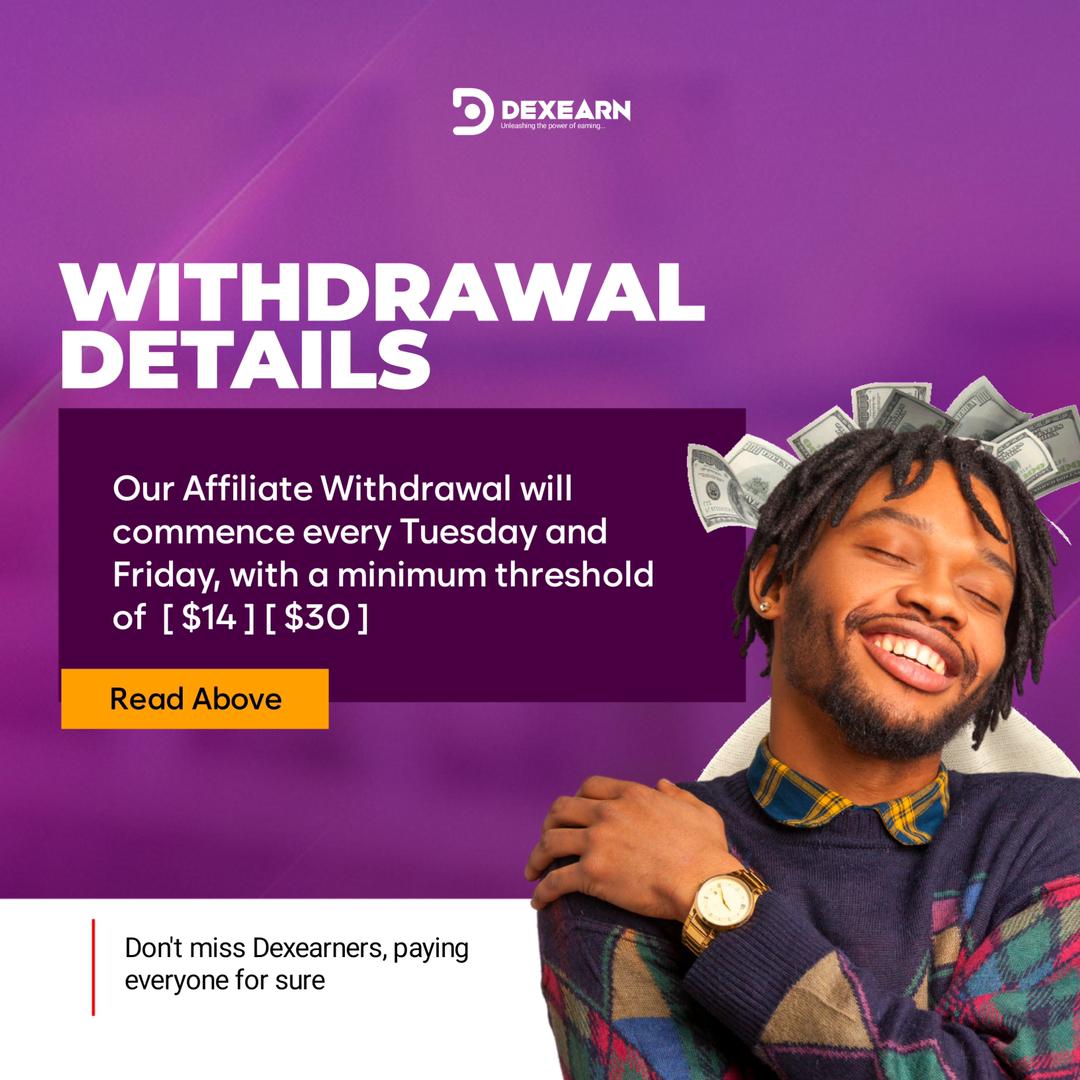 DEXEARN
Unleashing the power of earning...
WITHDRAWAL
DETAILS
Our Affiliate Withdrawal will
commence every Tuesday and
Friday, with a minimum threshold
of [ $14 ] [ $30 ]
Read Above
Don't miss Dexearners, paying
everyone for sure